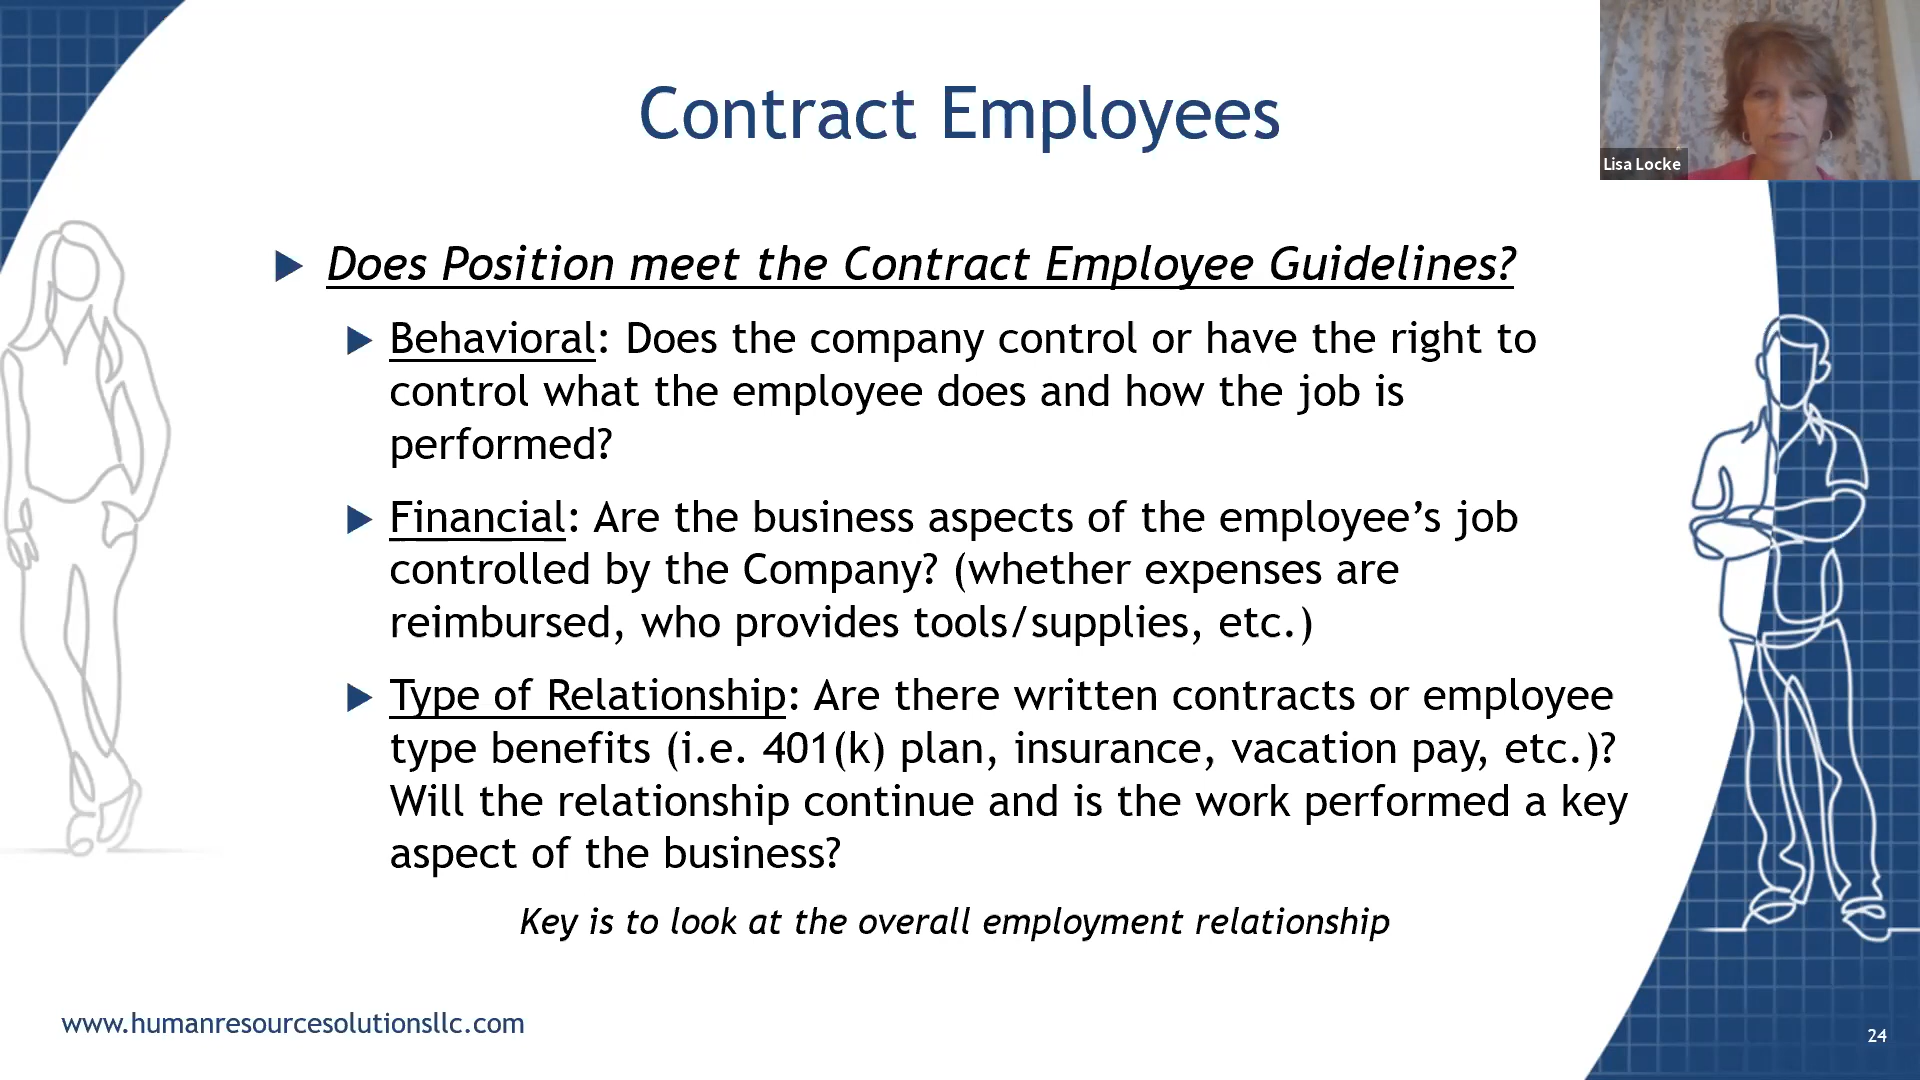 Contract Employees
Lisa Locke
Does Position meet the Contract Employee Guidelines?
Behavioral: Does the company control or have the right to
control what the employee does and how the job is
performed?
Financial: Are the business aspects of the employee’s job
controlled by the Company? (whether expenses are
reimbursed, who provides tools/supplies, etc.)
Type of Relationship: Are there written contracts or employee
type benefits (i.e. 401(k) plan, insurance, vacation pay, etc.)?
Will the relationship continue and is the work performed a key
aspect of the business?
Key is to look at the overall employment relationship
www.humanresourcesolutionsllc.com
24